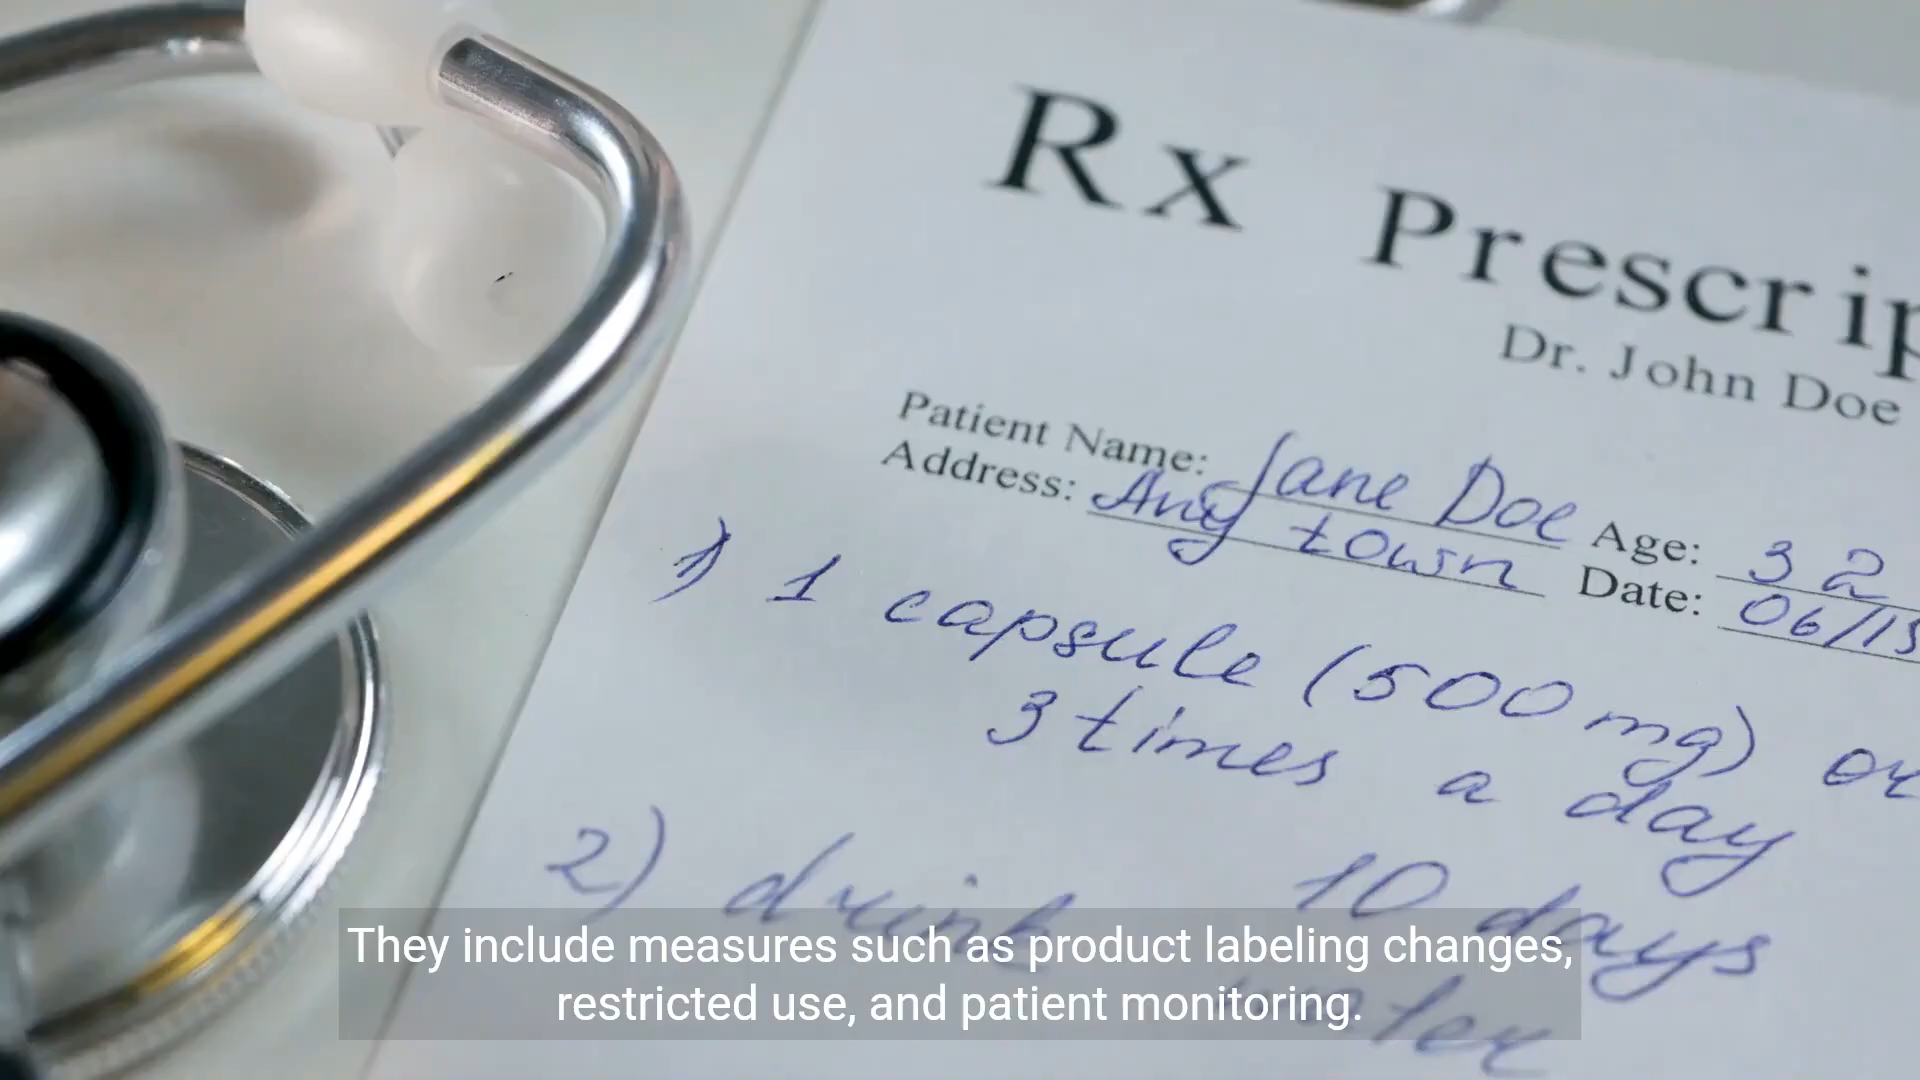 Rx Prescrip
Dr. John Doe
Patient Name: Jane Doe Age: 32
Address: Any town Date: 06/15
1) 1 capsule (500 mg)
3 times a day
10 days
2) drink
water
They include measures such as product labeling changes,
restricted use, and patient monitoring.